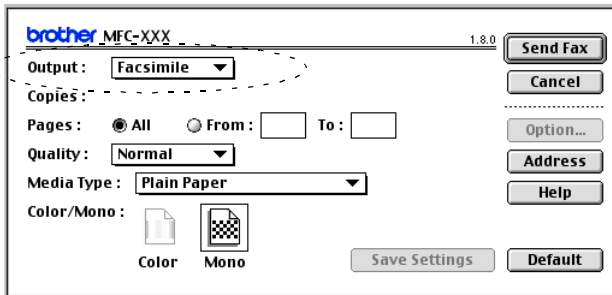 brother MFC-XXX 1.8.0
Send Fax
Output : Facsimile
Cancel
Copies :
Pages : All From : To :
Option...
Quality : Normal
Address
Media Type : Plain Paper
Help
Color/Mono :
Color Mono
Save Settings
Default